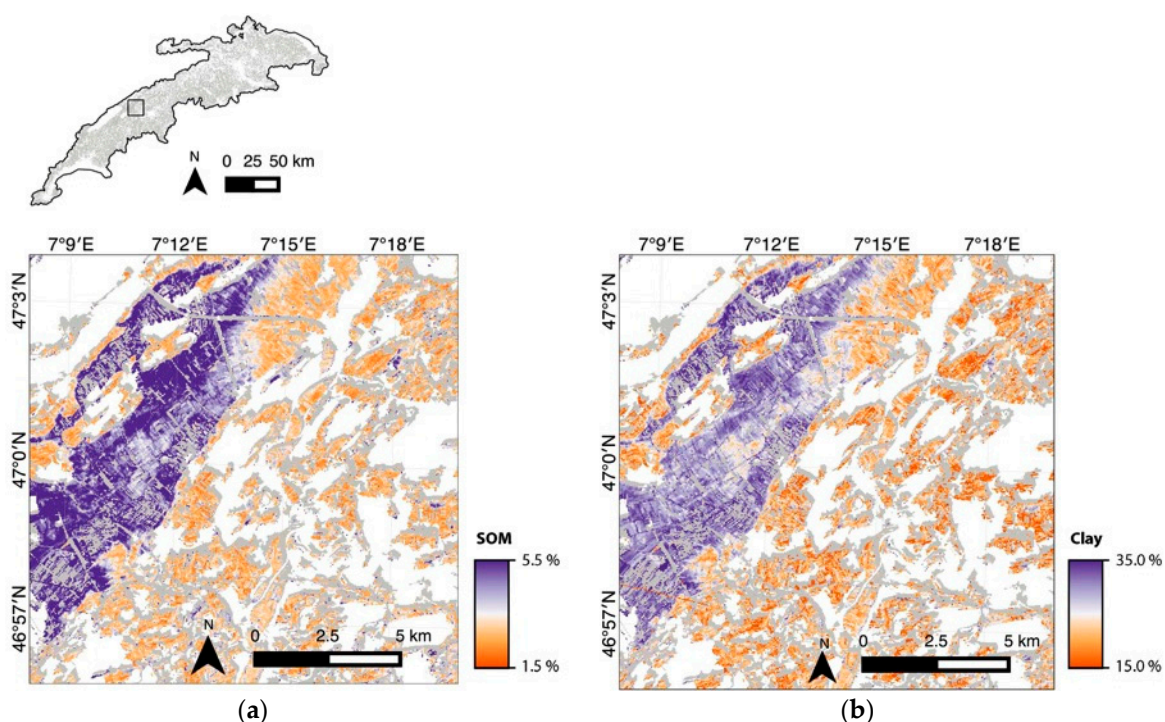 N
0 25 50 km
7°9′E 7°12′E 7°15′E 7°18′E
47°3′N
47°0′N
46°57′N
SOM
5.5 %
1.5 %
N
0 2.5 5 km
(a)
7°9′E 7°12′E 7°15′E 7°18′E
47°3′N
47°0′N
46°57′N
Clay
35.0 %
15.0 %
N
0 2.5 5 km
(b)